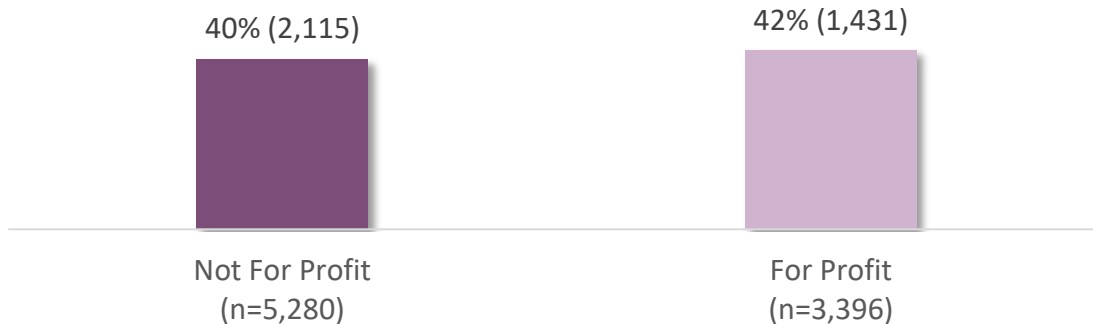 40% (2,115)
42% (1,431)
Not For Profit
(n=5,280)
For Profit
(n=3,396)